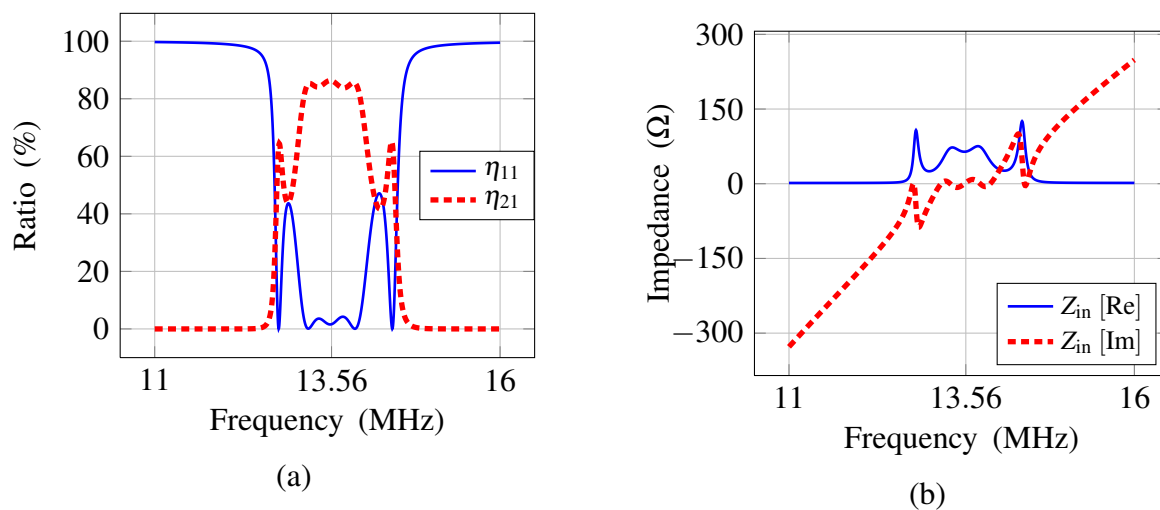 100
80
60
40
20
0
Ratio (%)
η11
η21
11
13.56
16
Frequency (MHz)
(a)
300
150
0
−150
−300
Impedance (Ω)
Zin [Re]
Zin [Im]
11
13.56
16
Frequency (MHz)
(b)